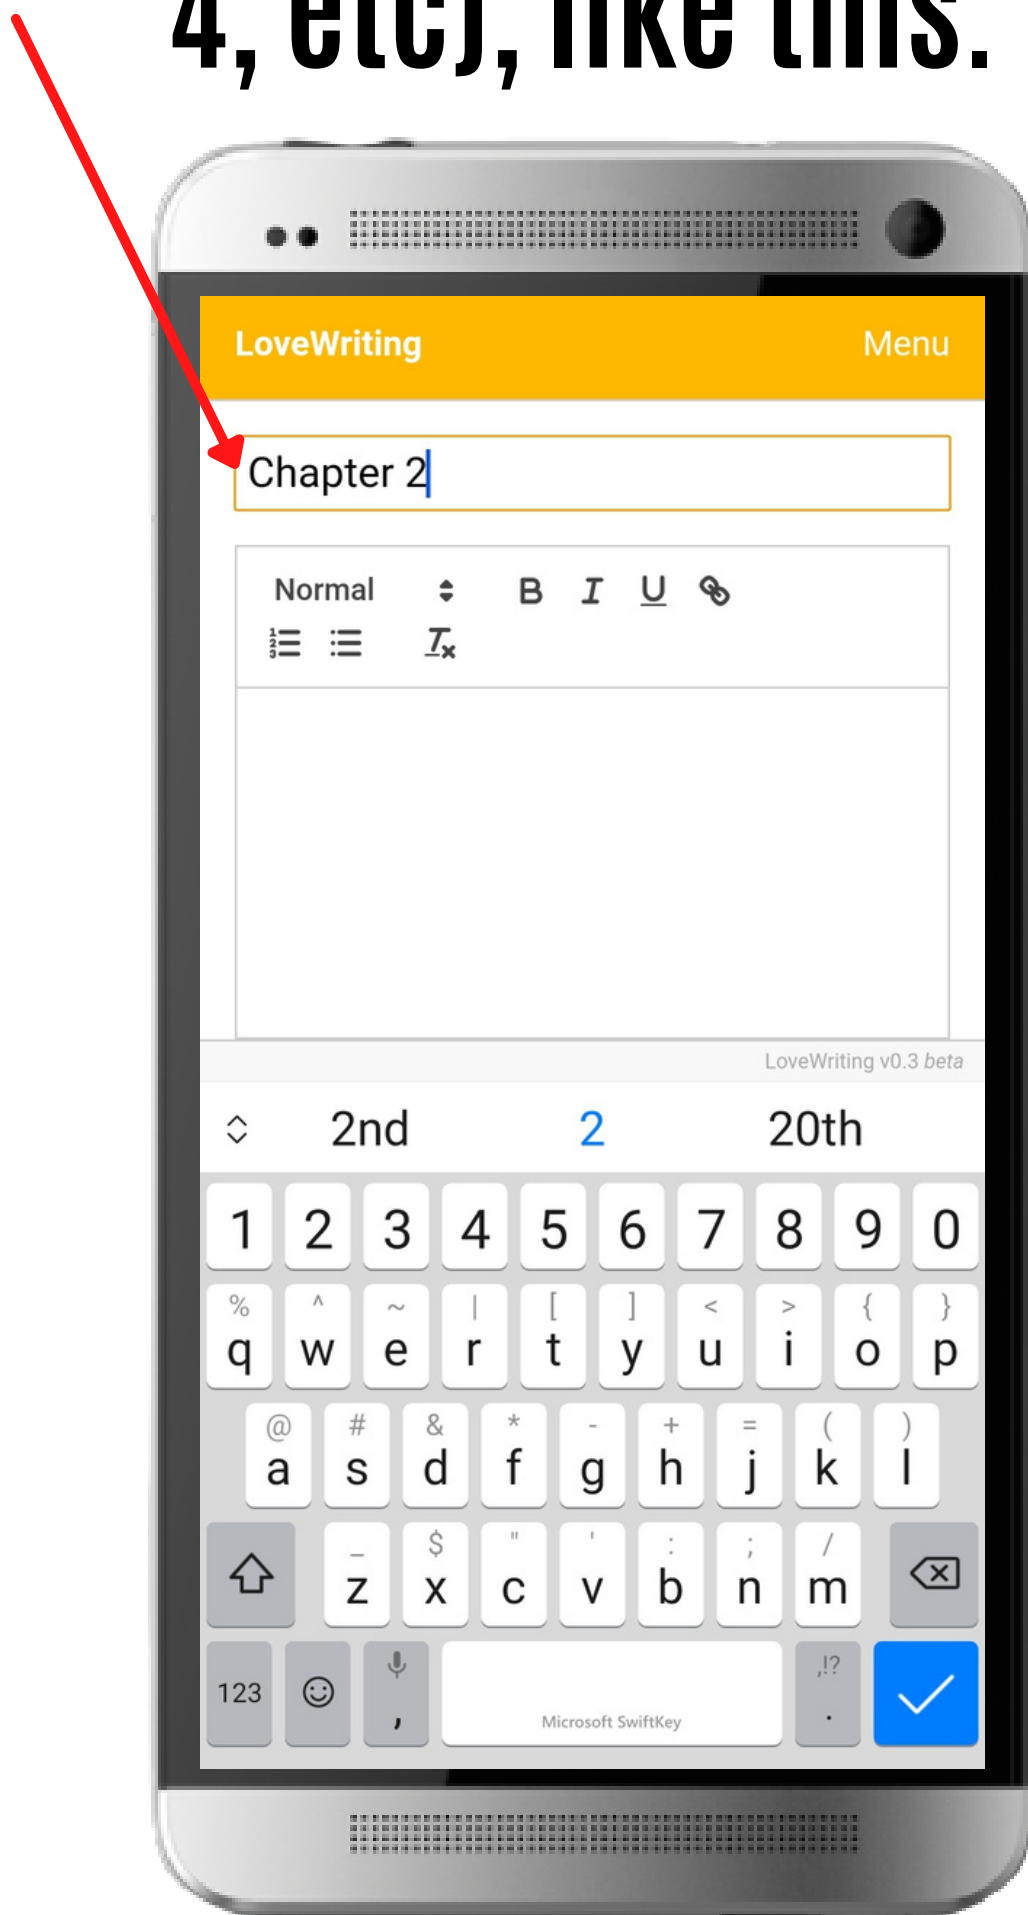 4, etc), like this.
LoveWriting Menu
Chapter 2
Normal B I U
LoveWriting v0.3 beta
2nd 2 20th
1 2 3 4 5 6 7 8 9 0
% ^ ~ | [ ] < > { }
q w e r t y u i o p
@ # & * - + = ( )
a s d f g h j k l
_ $ " ' : ; /
z x c v b n m
,!?
123 , Microsoft SwiftKey .